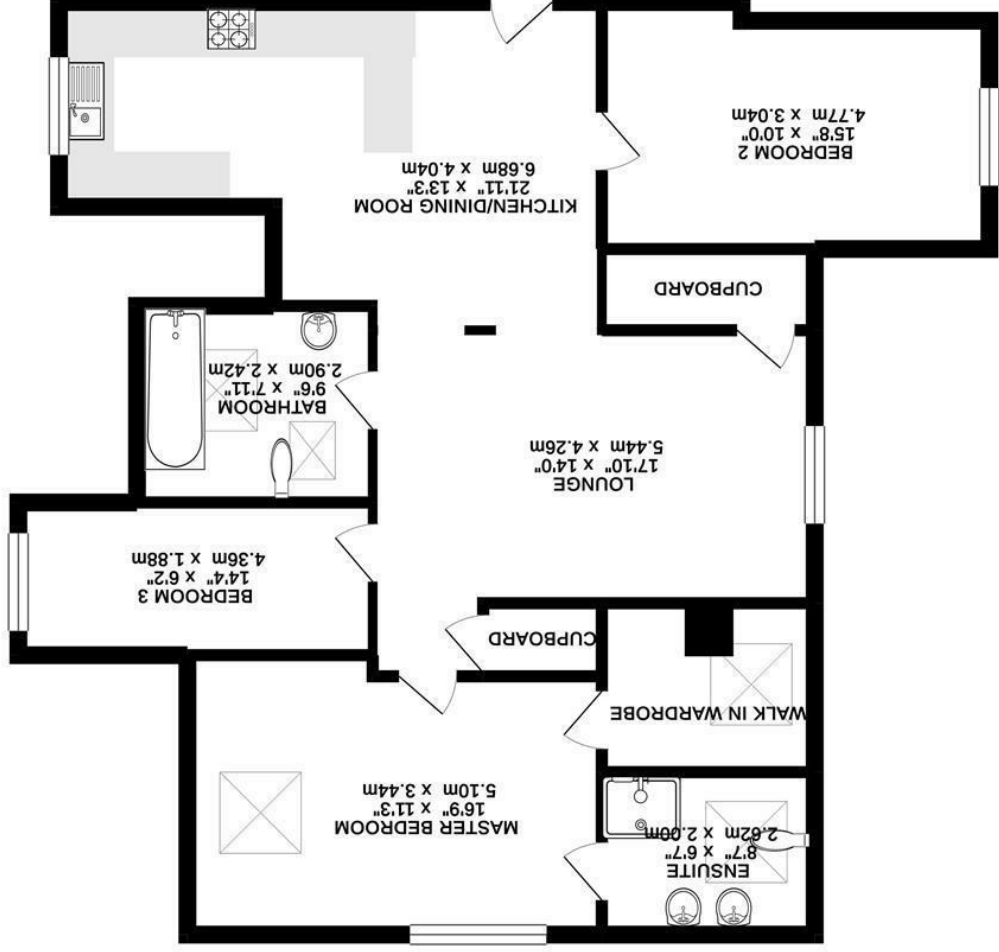 ENSUITE
8'7" x 6'7"
2.62m x 2.00m
MASTER BEDROOM
16'9" x 11'3"
5.10m x 3.44m
WALK IN WARDROBE
CUPBOARD
BEDROOM 3
14'4" x 6'2"
4.36m x 1.88m
LOUNGE
17'10" x 14'0"
5.44m x 4.26m
BATHROOM
9'6" x 7'11"
2.90m x 2.42m
CUPBOARD
KITCHEN/DINING ROOM
21'11" x 13'3"
6.68m x 4.04m
BEDROOM 2
15'8" x 10'0"
4.77m x 3.04m